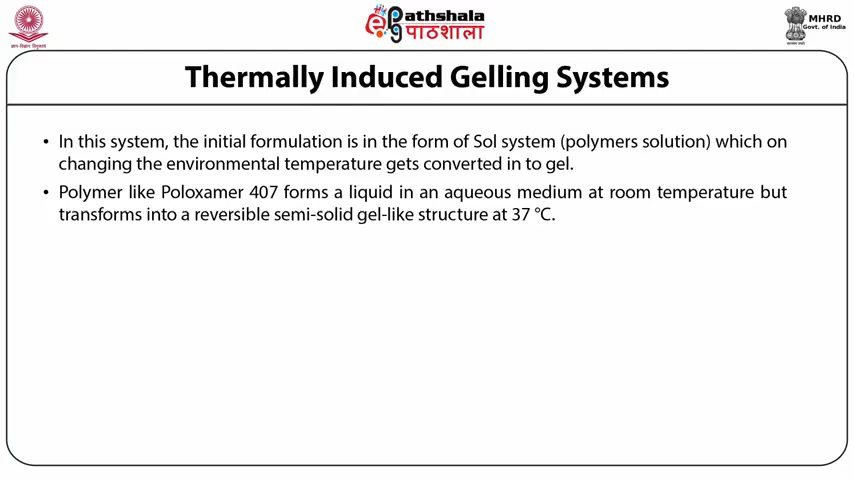 ePathshala
पाठशाला
MHRD
Govt. of India
Thermally Induced Gelling Systems
• In this system, the initial formulation is in the form of Sol system (polymers solution) which on
changing the environmental temperature gets converted in to gel.
• Polymer like Poloxamer 407 forms a liquid in an aqueous medium at room temperature but
transforms into a reversible semi-solid gel-like structure at 37 °C.